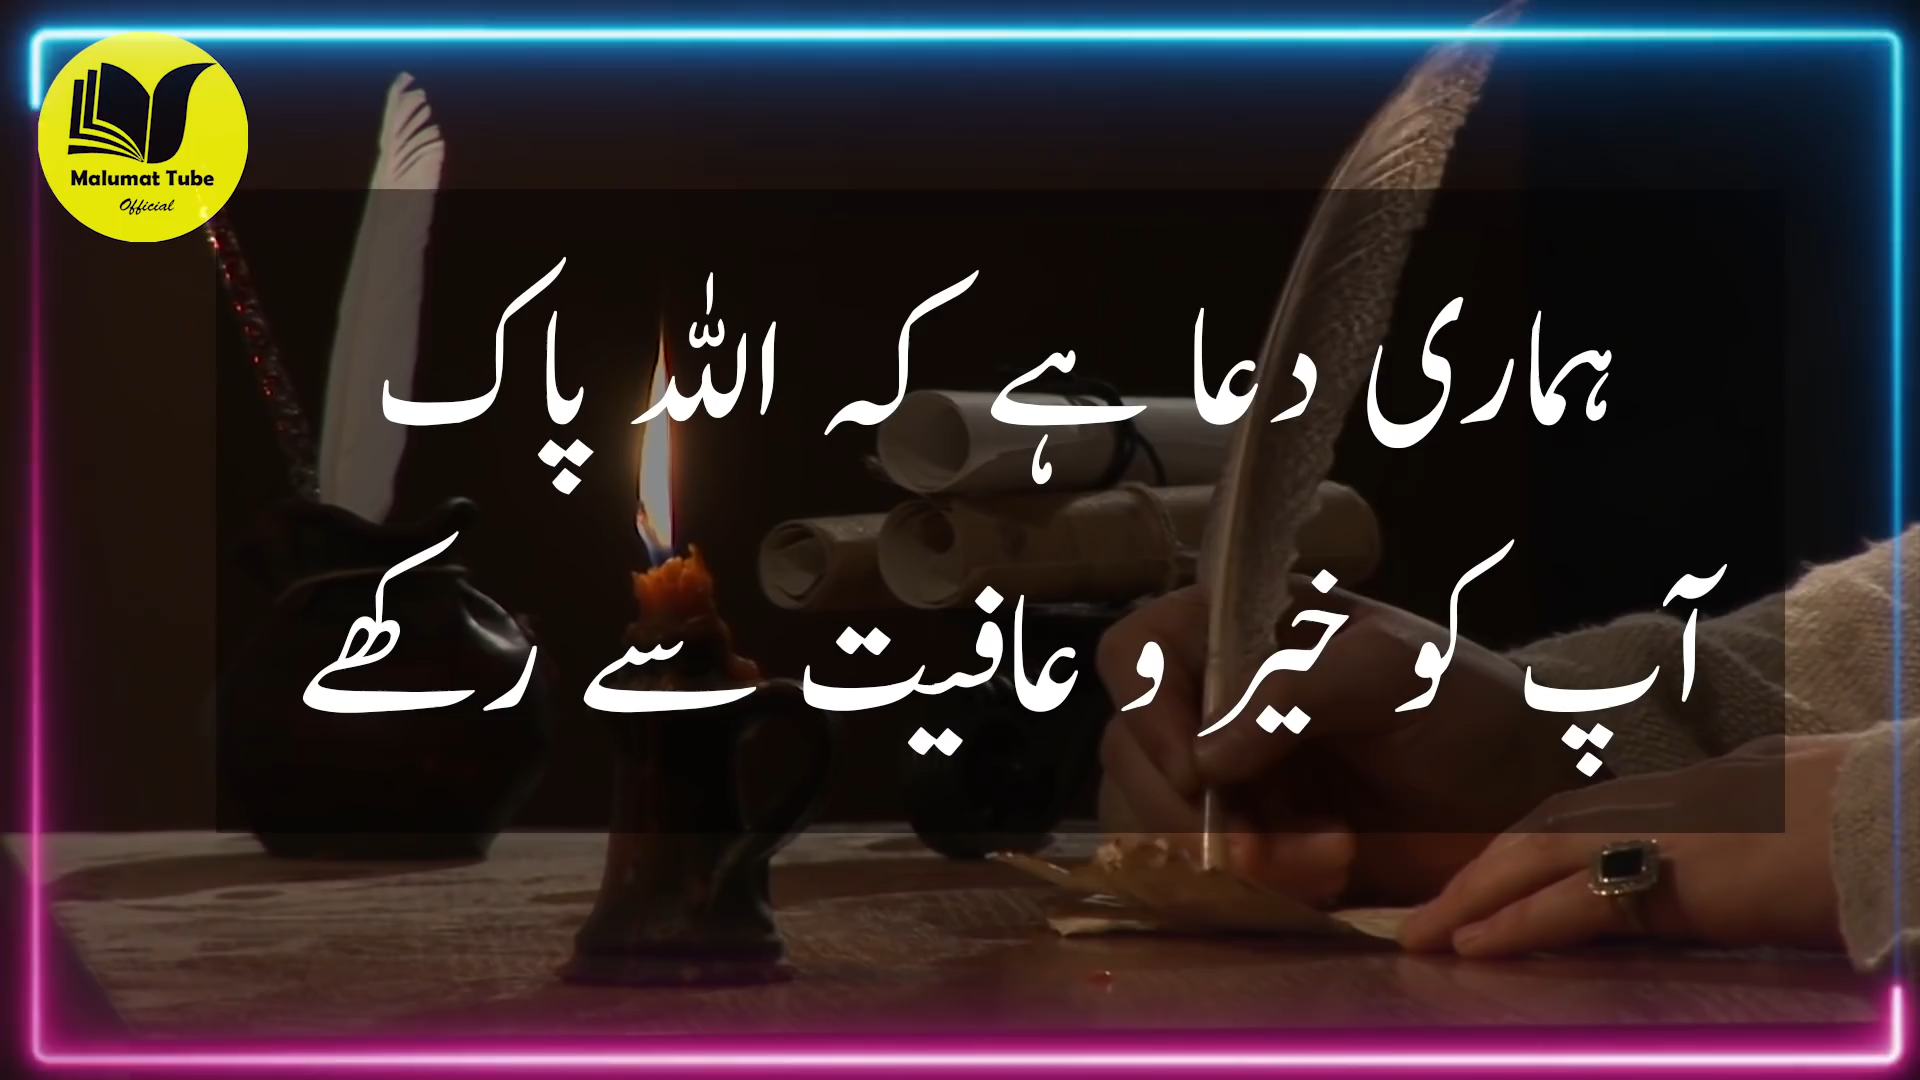 Malumat Tube
Official
ہماری دعا ہے کہ اللہ پاک
آپ کو خیر و عافیت سے رکھے